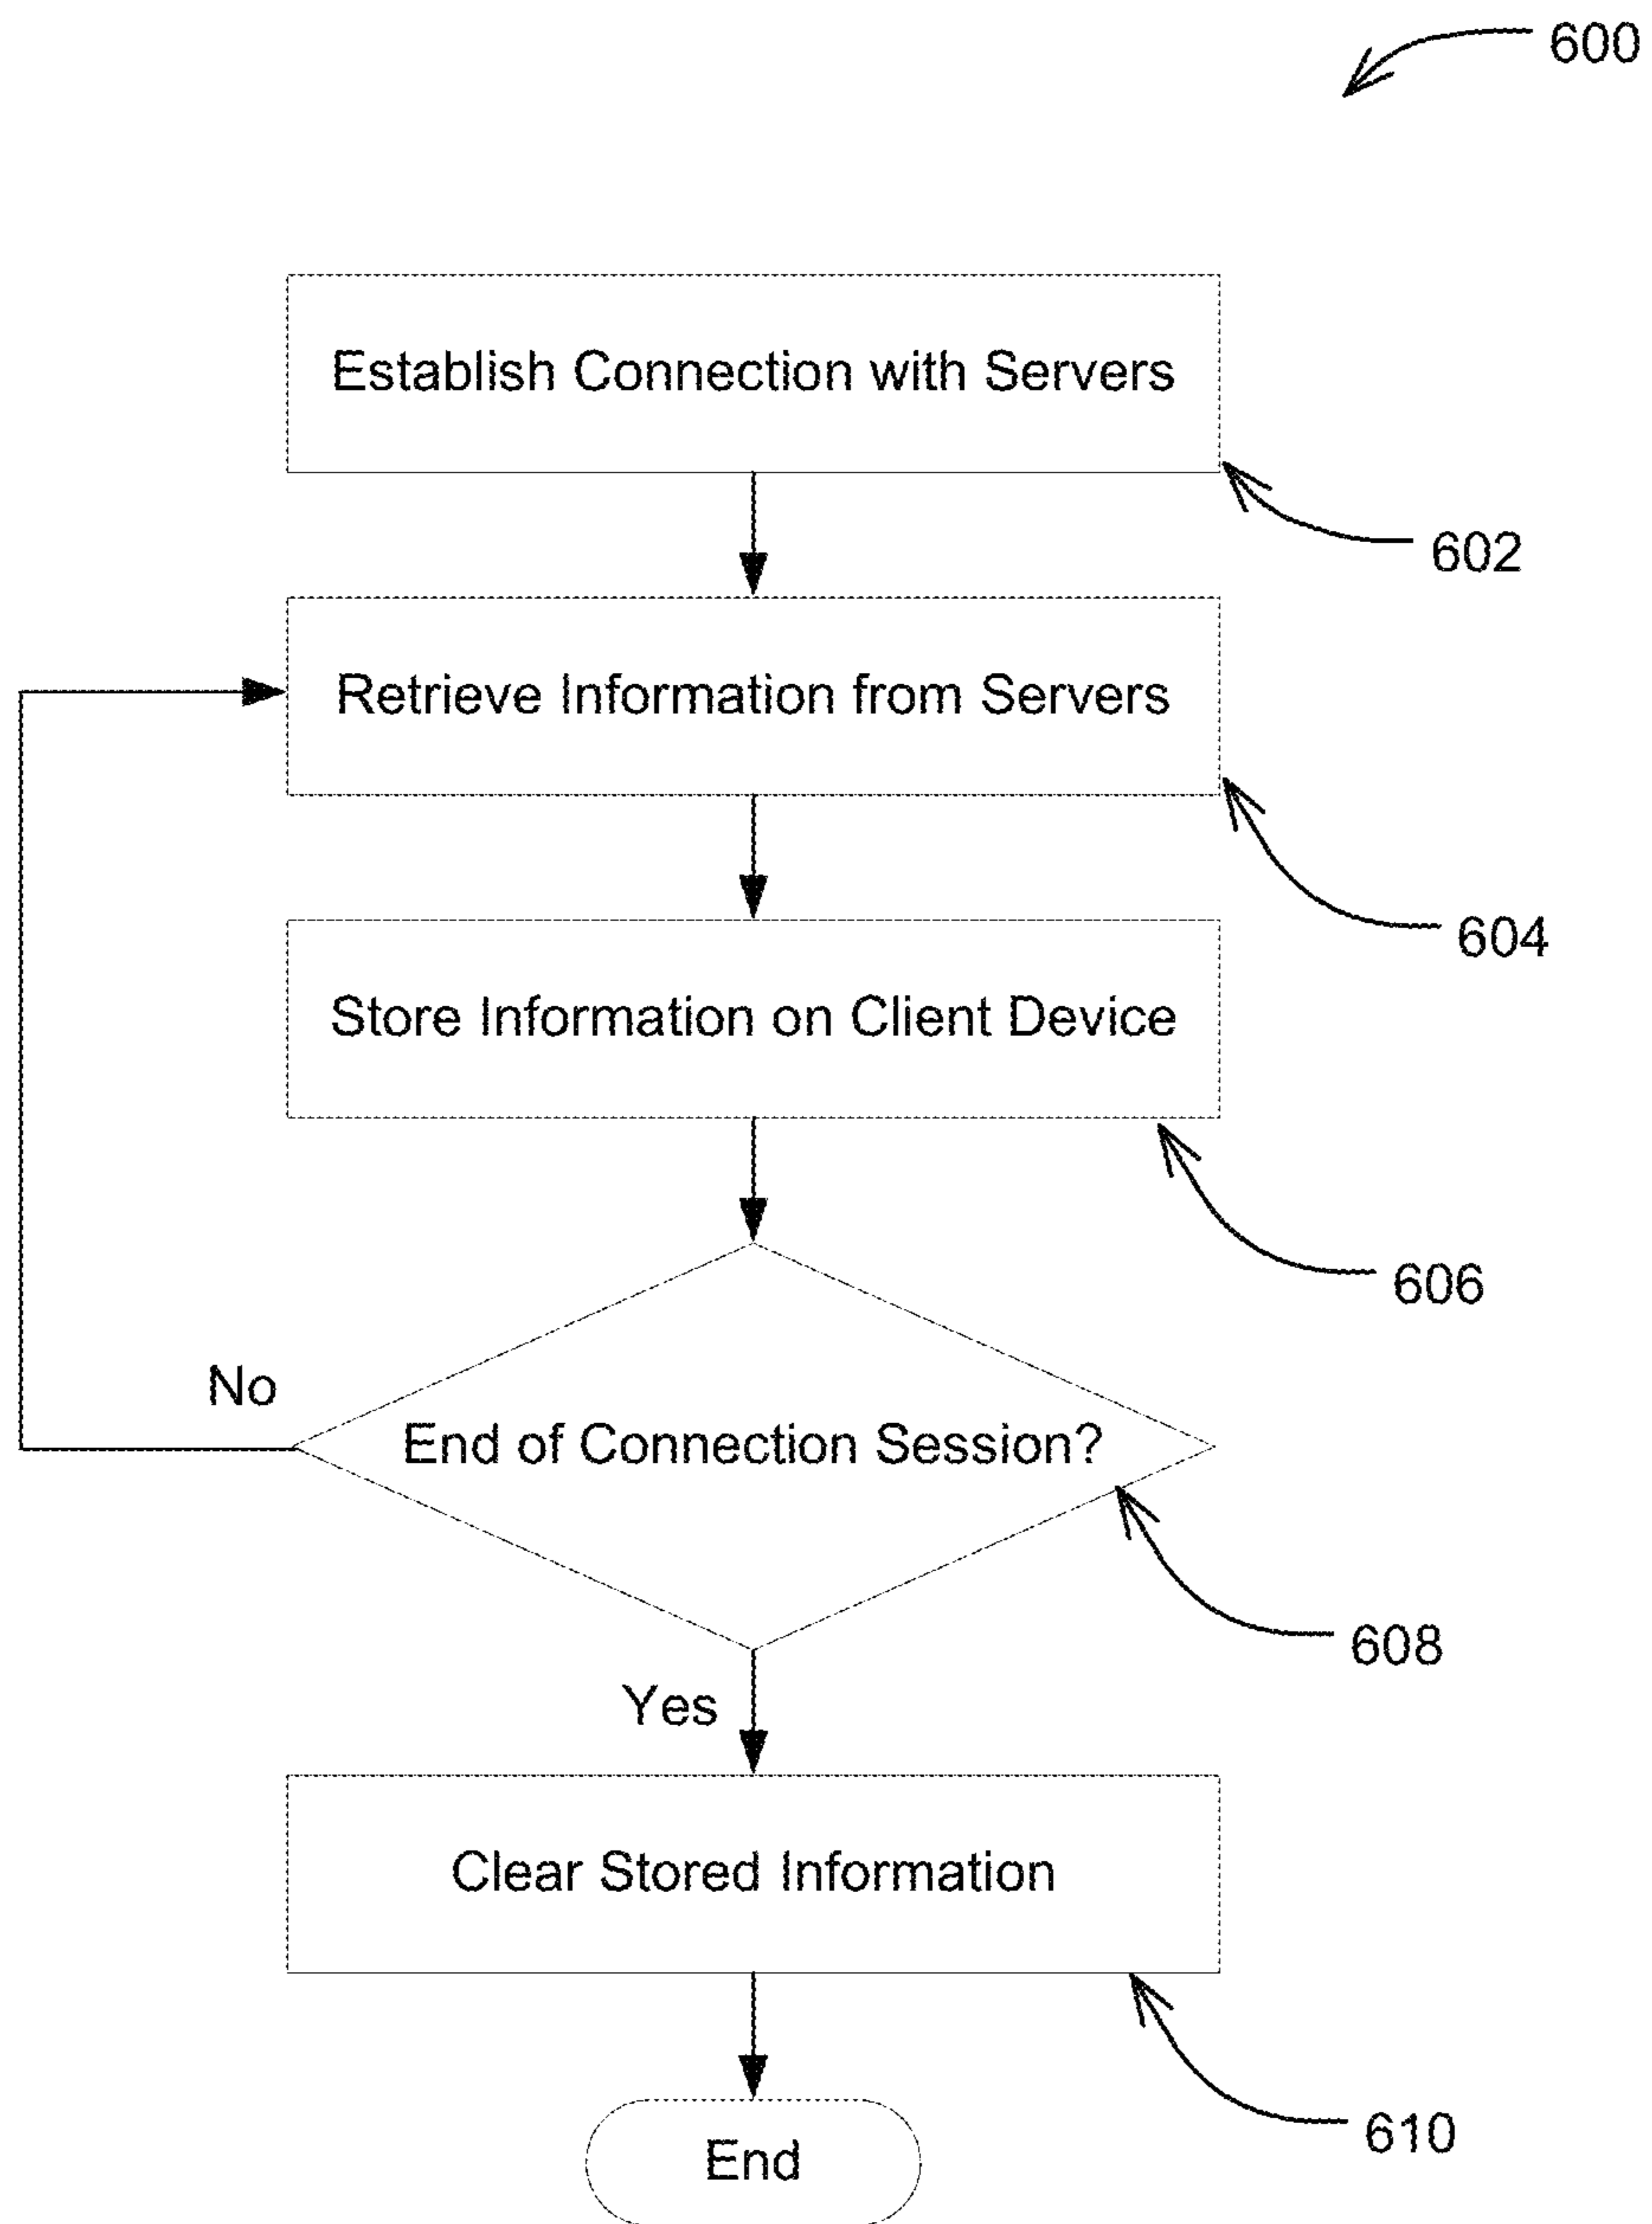 600
Establish Connection with Servers
602
Retrieve Information from Servers
604
Store Information on Client Device
606
No
End of Connection Session?
608
Yes
Clear Stored Information
610
End